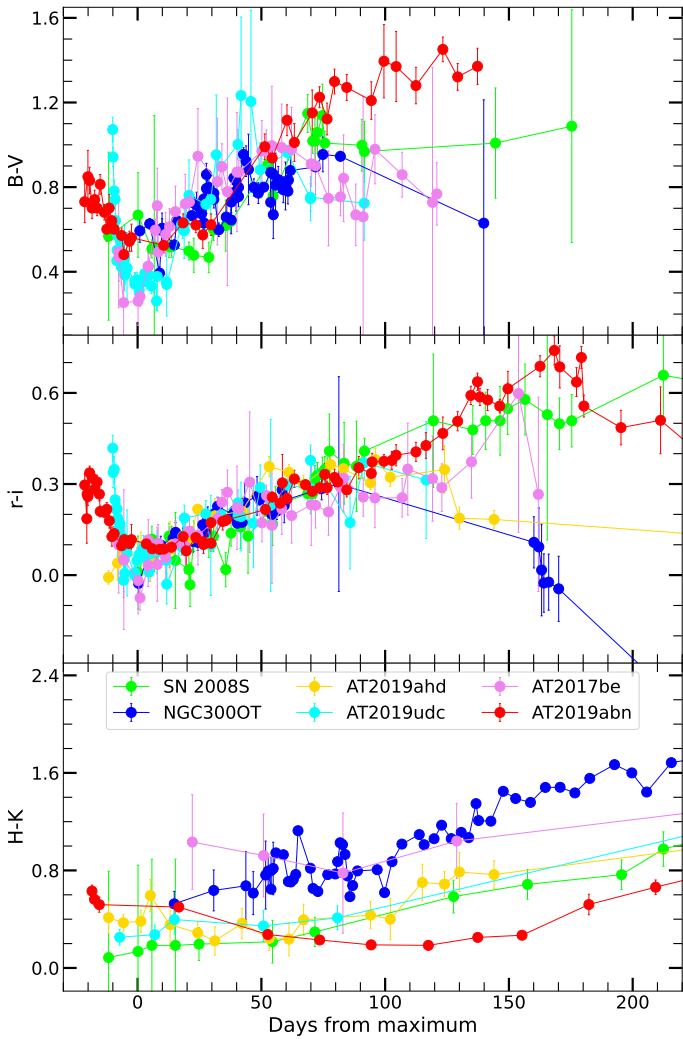 1.6
1.2
0.8
0.4
B-V
0.6
0.3
0.0
r-i
SN 2008S AT2019ahd AT2017be
NGC300OT AT2019udc AT2019abn
2.4
1.6
0.8
0.0
H-K
0 50 100 150 200
Days from maximum